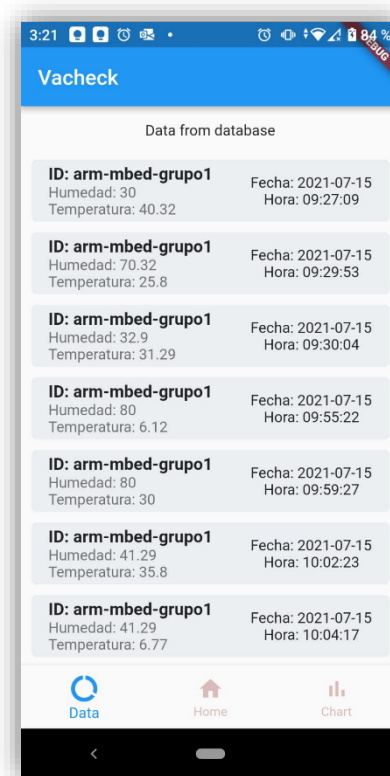 3:21
84 %
DEBUG
Vacheck
Data from database
ID: arm-mbed-grupo1
Humedad: 30
Temperatura: 40.32
Fecha: 2021-07-15
Hora: 09:27:09
ID: arm-mbed-grupo1
Humedad: 70.32
Temperatura: 25.8
Fecha: 2021-07-15
Hora: 09:29:53
ID: arm-mbed-grupo1
Humedad: 32.9
Temperatura: 31.29
Fecha: 2021-07-15
Hora: 09:30:04
ID: arm-mbed-grupo1
Humedad: 80
Temperatura: 6.12
Fecha: 2021-07-15
Hora: 09:55:22
ID: arm-mbed-grupo1
Humedad: 80
Temperatura: 30
Fecha: 2021-07-15
Hora: 09:59:27
ID: arm-mbed-grupo1
Humedad: 41.29
Temperatura: 35.8
Fecha: 2021-07-15
Hora: 10:02:23
ID: arm-mbed-grupo1
Humedad: 41.29
Temperatura: 6.77
Fecha: 2021-07-15
Hora: 10:04:17
Data
Home
Chart